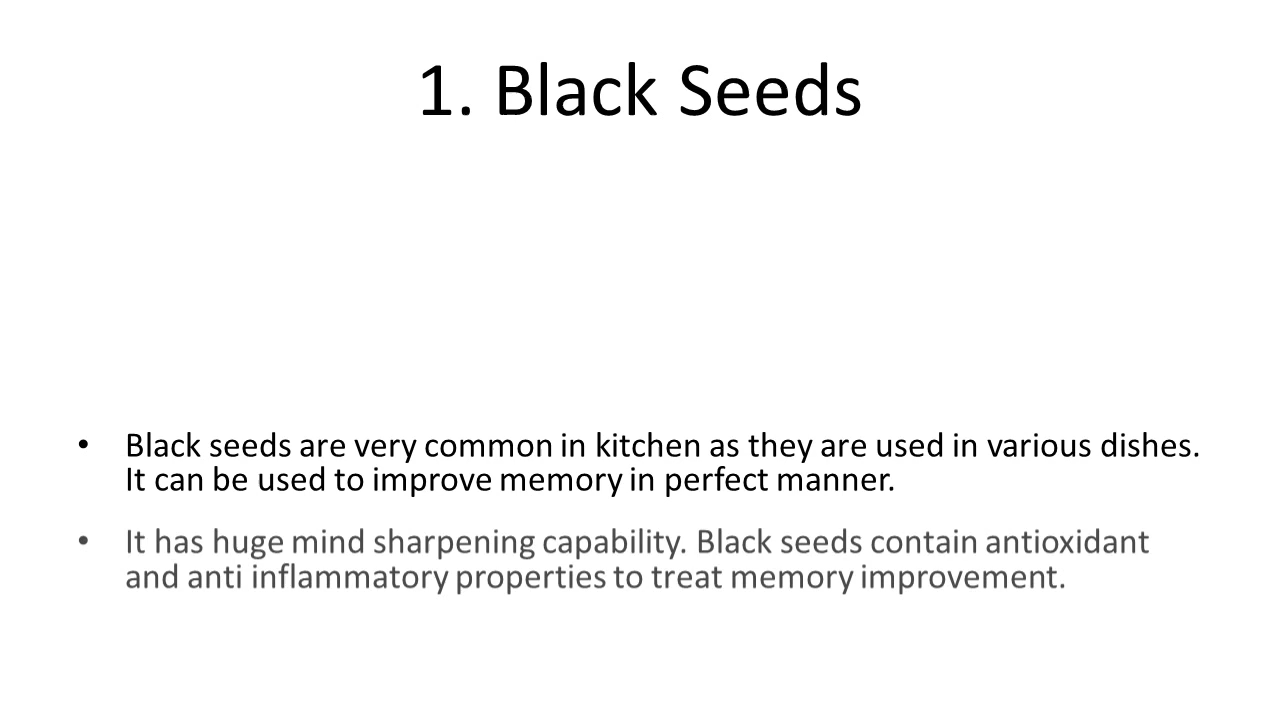 1. Black Seeds
• Black seeds are very common in kitchen as they are used in various dishes.
It can be used to improve memory in perfect manner.
• It has huge mind sharpening capability. Black seeds contain antioxidant
and anti inflammatory properties to treat memory improvement.